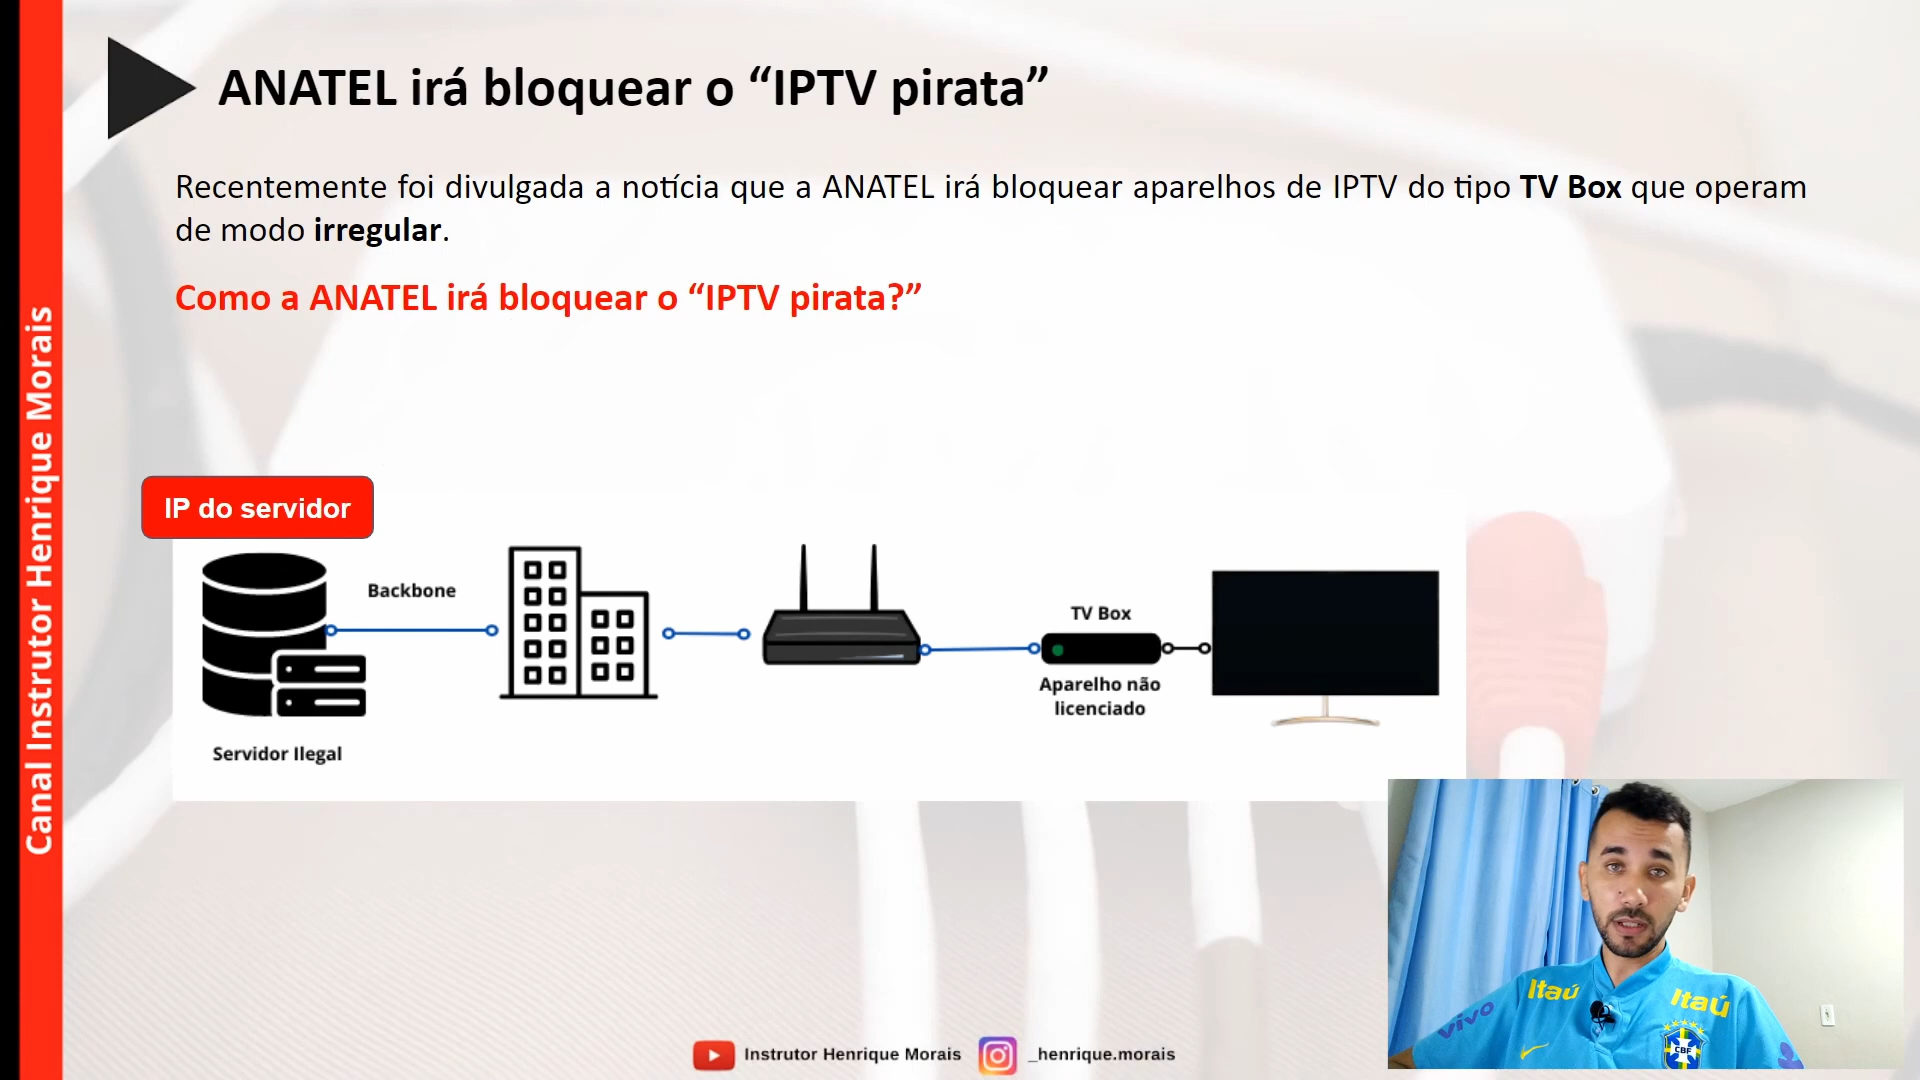 ANATEL irá bloquear o “IPTV pirata”
Recentemente foi divulgada a notícia que a ANATEL irá bloquear aparelhos de IPTV do tipo TV Box que operam
de modo irregular.
Como a ANATEL irá bloquear o “IPTV pirata?”
Canal Instrutor Henrique Morais
IP do servidor
Backbone
TV Box
Aparelho não
licenciado
Servidor Ilegal
Itaú
Itaú
vivo
CBF
Instrutor Henrique Morais
_henrique.morais